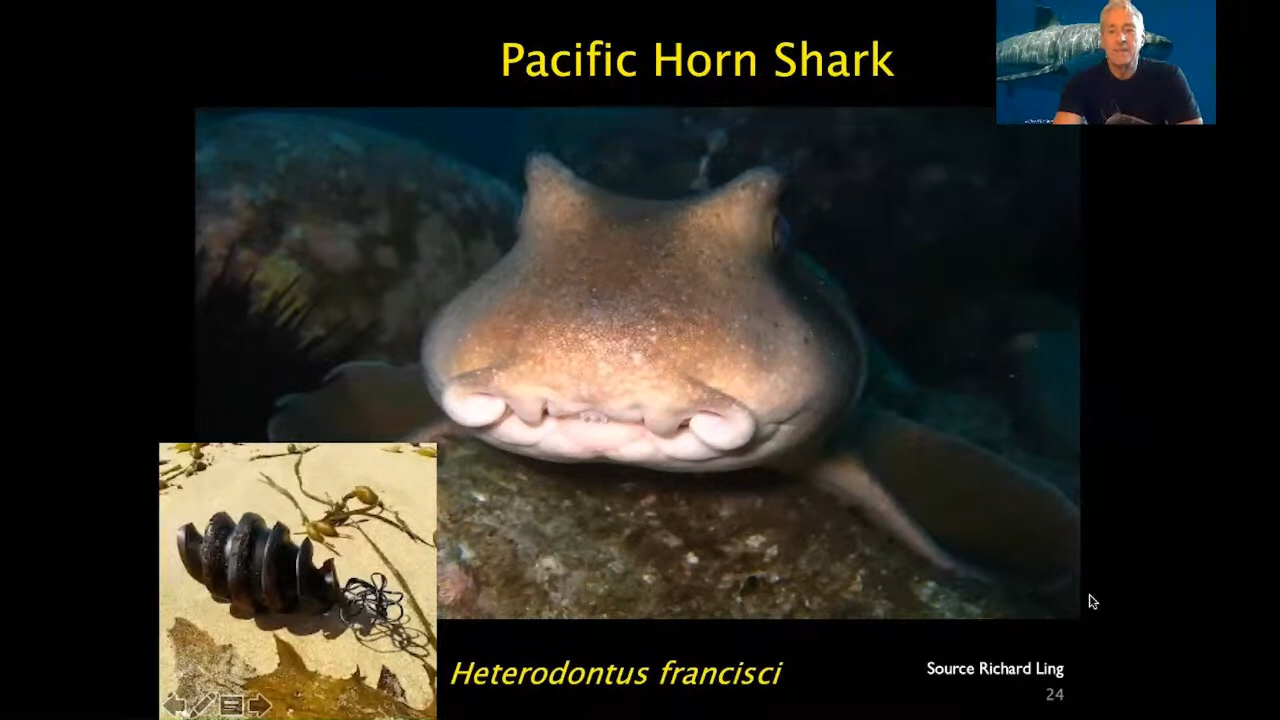 Pacific Horn Shark
Heterodontus francisci
Source Richard Ling
24